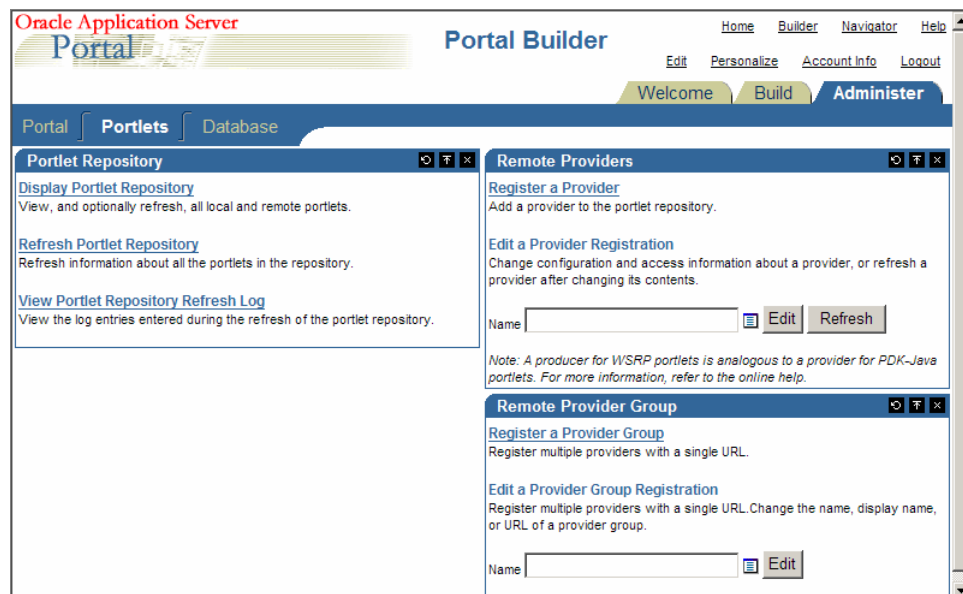 Oracle Application Server
Portal
Portal Builder
Home Builder Navigator Help
Edit Personalize Account Info Logout
Welcome Build Administer
Portal Portlets Database
Portlet Repository
Display Portlet Repository
View, and optionally refresh, all local and remote portlets.
Refresh Portlet Repository
Refresh information about all the portlets in the repository.
View Portlet Repository Refresh Log
View the log entries entered during the refresh of the portlet repository.
Remote Providers
Register a Provider
Add a provider to the portlet repository.
Edit a Provider Registration
Change configuration and access information about a provider, or refresh a
provider after changing its contents.
Name Edit Refresh
Note: A producer for WSRP portlets is analogous to a provider for PDK-Java
portlets. For more information, refer to the online help.
Remote Provider Group
Register a Provider Group
Register multiple providers with a single URL.
Edit a Provider Group Registration
Register multiple providers with a single URL.Change the name, display name,
or URL of a provider group.
Name Edit